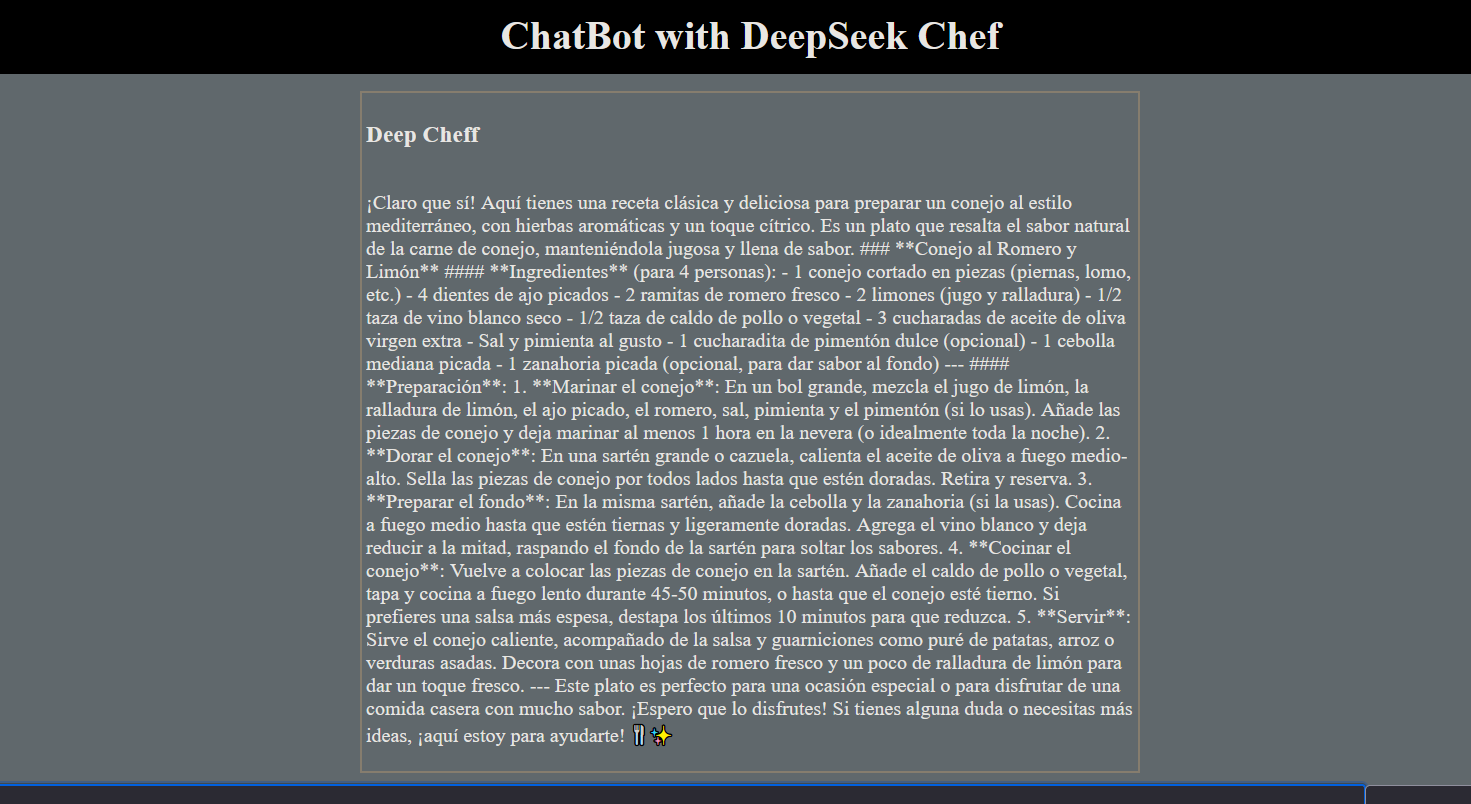 ChatBot with DeepSeek Chef
Deep Cheff
¡Claro que sí! Aquí tienes una receta clásica y deliciosa para preparar un conejo al estilo
mediterráneo, con hierbas aromáticas y un toque cítrico. Es un plato que resalta el sabor natural
de la carne de conejo, manteniéndola jugosa y llena de sabor. ### **Conejo al Romero y
Limón** #### **Ingredientes** (para 4 personas): - 1 conejo cortado en piezas (piernas, lomo,
etc.) - 4 dientes de ajo picados - 2 ramitas de romero fresco - 2 limones (jugo y ralladura) - 1/2
taza de vino blanco seco - 1/2 taza de caldo de pollo o vegetal - 3 cucharadas de aceite de oliva
virgen extra - Sal y pimienta al gusto - 1 cucharadita de pimentón dulce (opcional) - 1 cebolla
mediana picada - 1 zanahoria picada (opcional, para dar sabor al fondo) --- ####
**Preparación**: 1. **Marinar el conejo**: En un bol grande, mezcla el jugo de limón, la
ralladura de limón, el ajo picado, el romero, sal, pimienta y el pimentón (si lo usas). Añade las
piezas de conejo y deja marinar al menos 1 hora en la nevera (o idealmente toda la noche). 2.
**Dorar el conejo**: En una sartén grande o cazuela, calienta el aceite de oliva a fuego medio-
alto. Sella las piezas de conejo por todos lados hasta que estén doradas. Retira y reserva. 3.
**Preparar el fondo**: En la misma sartén, añade la cebolla y la zanahoria (si la usas). Cocina
a fuego medio hasta que estén tiernas y ligeramente doradas. Agrega el vino blanco y deja
reducir a la mitad, raspando el fondo de la sartén para soltar los sabores. 4. **Cocinar el
conejo**: Vuelve a colocar las piezas de conejo en la sartén. Añade el caldo de pollo o vegetal,
tapa y cocina a fuego lento durante 45-50 minutos, o hasta que el conejo esté tierno. Si
prefieres una salsa más espesa, destapa los últimos 10 minutos para que reduzca. 5. **Servir**:
Sirve el conejo caliente, acompañado de la salsa y guarniciones como puré de patatas, arroz o
verduras asadas. Decora con unas hojas de romero fresco y un poco de ralladura de limón para
dar un toque fresco. --- Este plato es perfecto para una ocasión especial o para disfrutar de una
comida casera con mucho sabor. ¡Espero que lo disfrutes! Si tienes alguna duda o necesitas más
ideas, ¡aquí estoy para ayudarte! 🍴✨